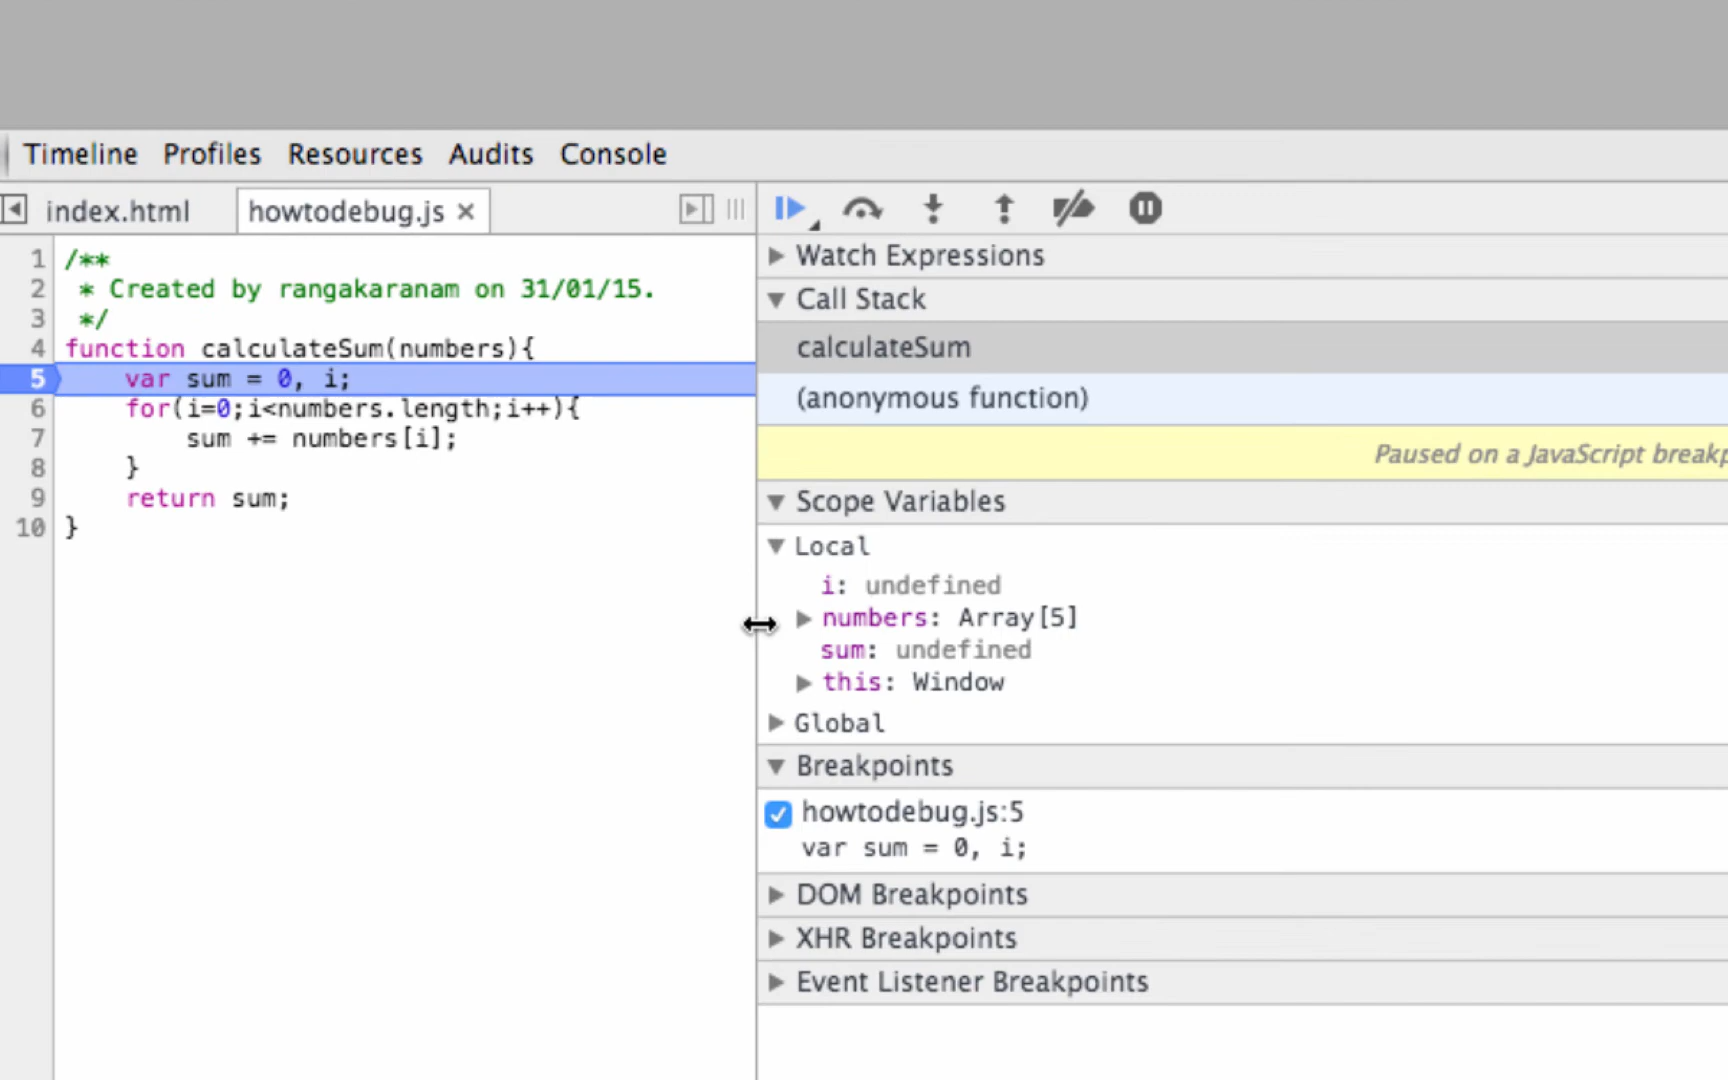 Timeline Profiles Resources Audits Console
index.html howtodebug.js ×
1 /**
2 * Created by rangakaranam on 31/01/15.
3 */
4 function calculateSum(numbers){
5 var sum = 0, i;
6 for(i=0;i<numbers.length;i++){
7 sum += numbers[i];
8 }
9 return sum;
10 }
Watch Expressions
Call Stack
calculateSum
(anonymous function)
Paused on a JavaScript breakp
Scope Variables
Local
i: undefined
numbers: Array[5]
sum: undefined
this: Window
Global
Breakpoints
howtodebug.js:5
var sum = 0, i;
DOM Breakpoints
XHR Breakpoints
Event Listener Breakpoints